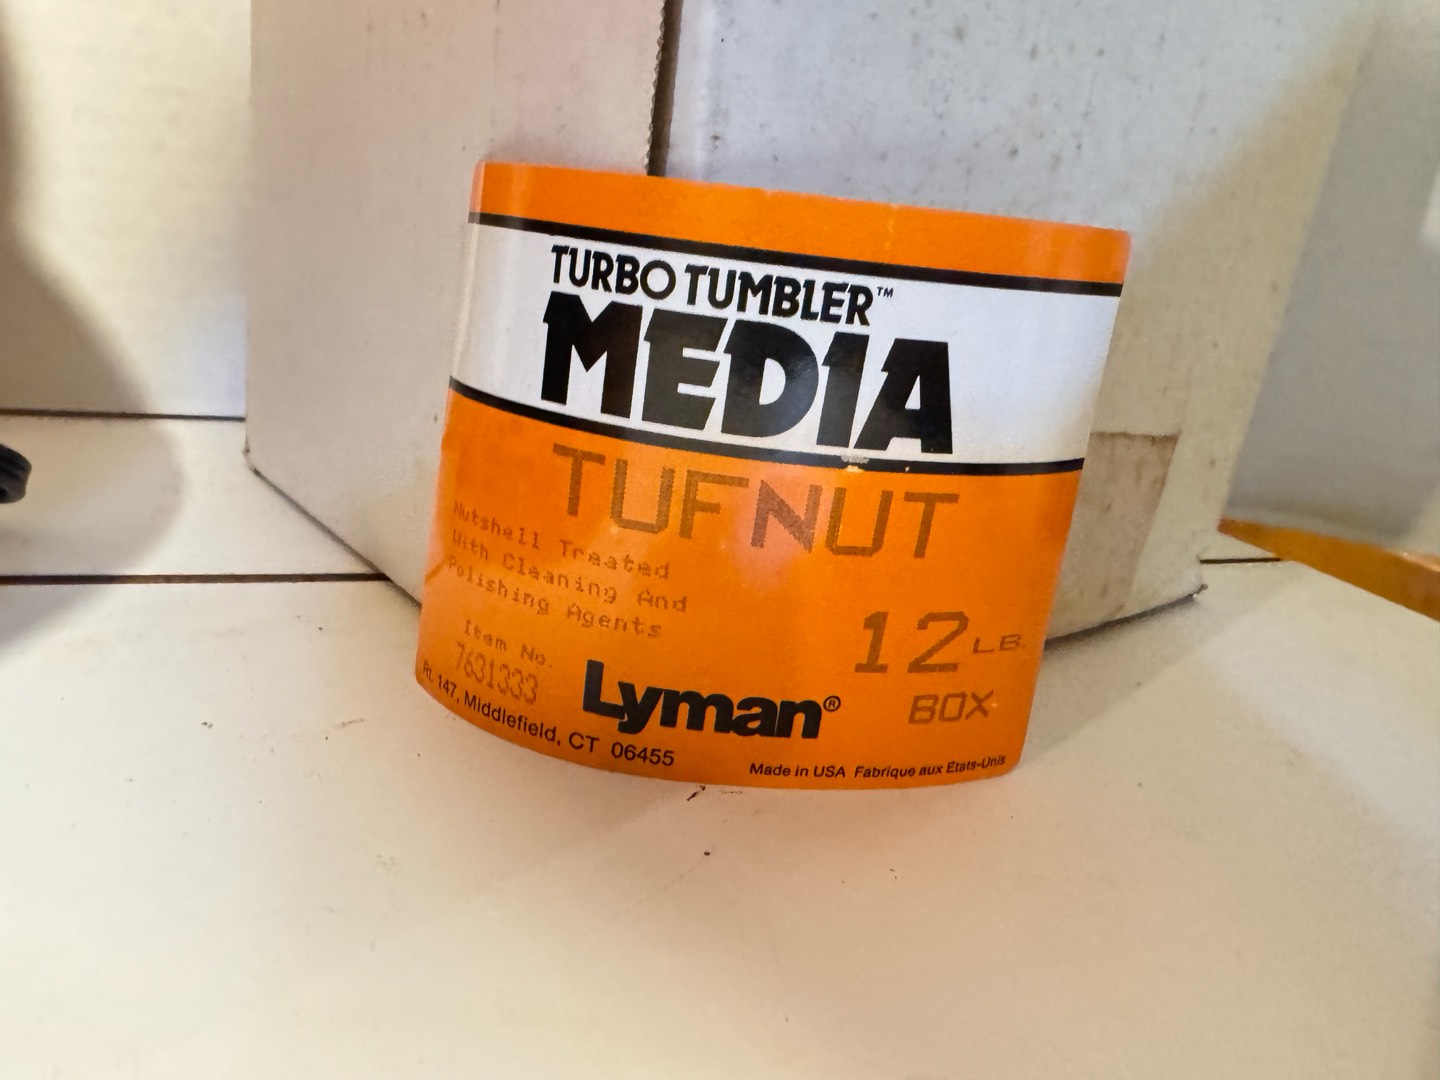 TURBO TUMBLER™
MEDIA
TUFNUT
Nutshell Treated
With Cleaning And
Polishing Agents
12 LB.
BOX
Item No.
7631333
Lyman®
Rt. 147, Middlefield, CT 06455
Made in USA Fabrique aux Etats-Unis